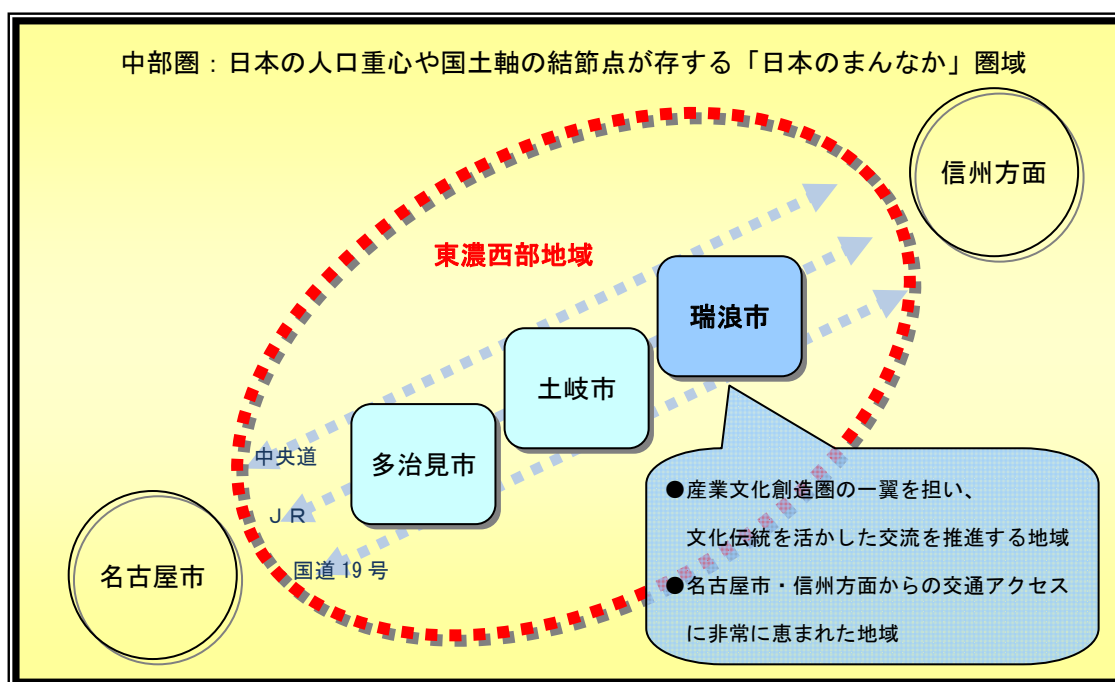 中部圏：日本の人口重心や国土軸の結節点が存する「日本のまんなか」圏域
信州方面
東濃西部地域
瑞浪市
土岐市
多治見市
中央道
ＪＲ
国道19号
名古屋市
●産業文化創造圏の一翼を担い、
文化伝統を活かした交流を推進する地域
●名古屋市・信州方面からの交通アクセス
に非常に恵まれた地域